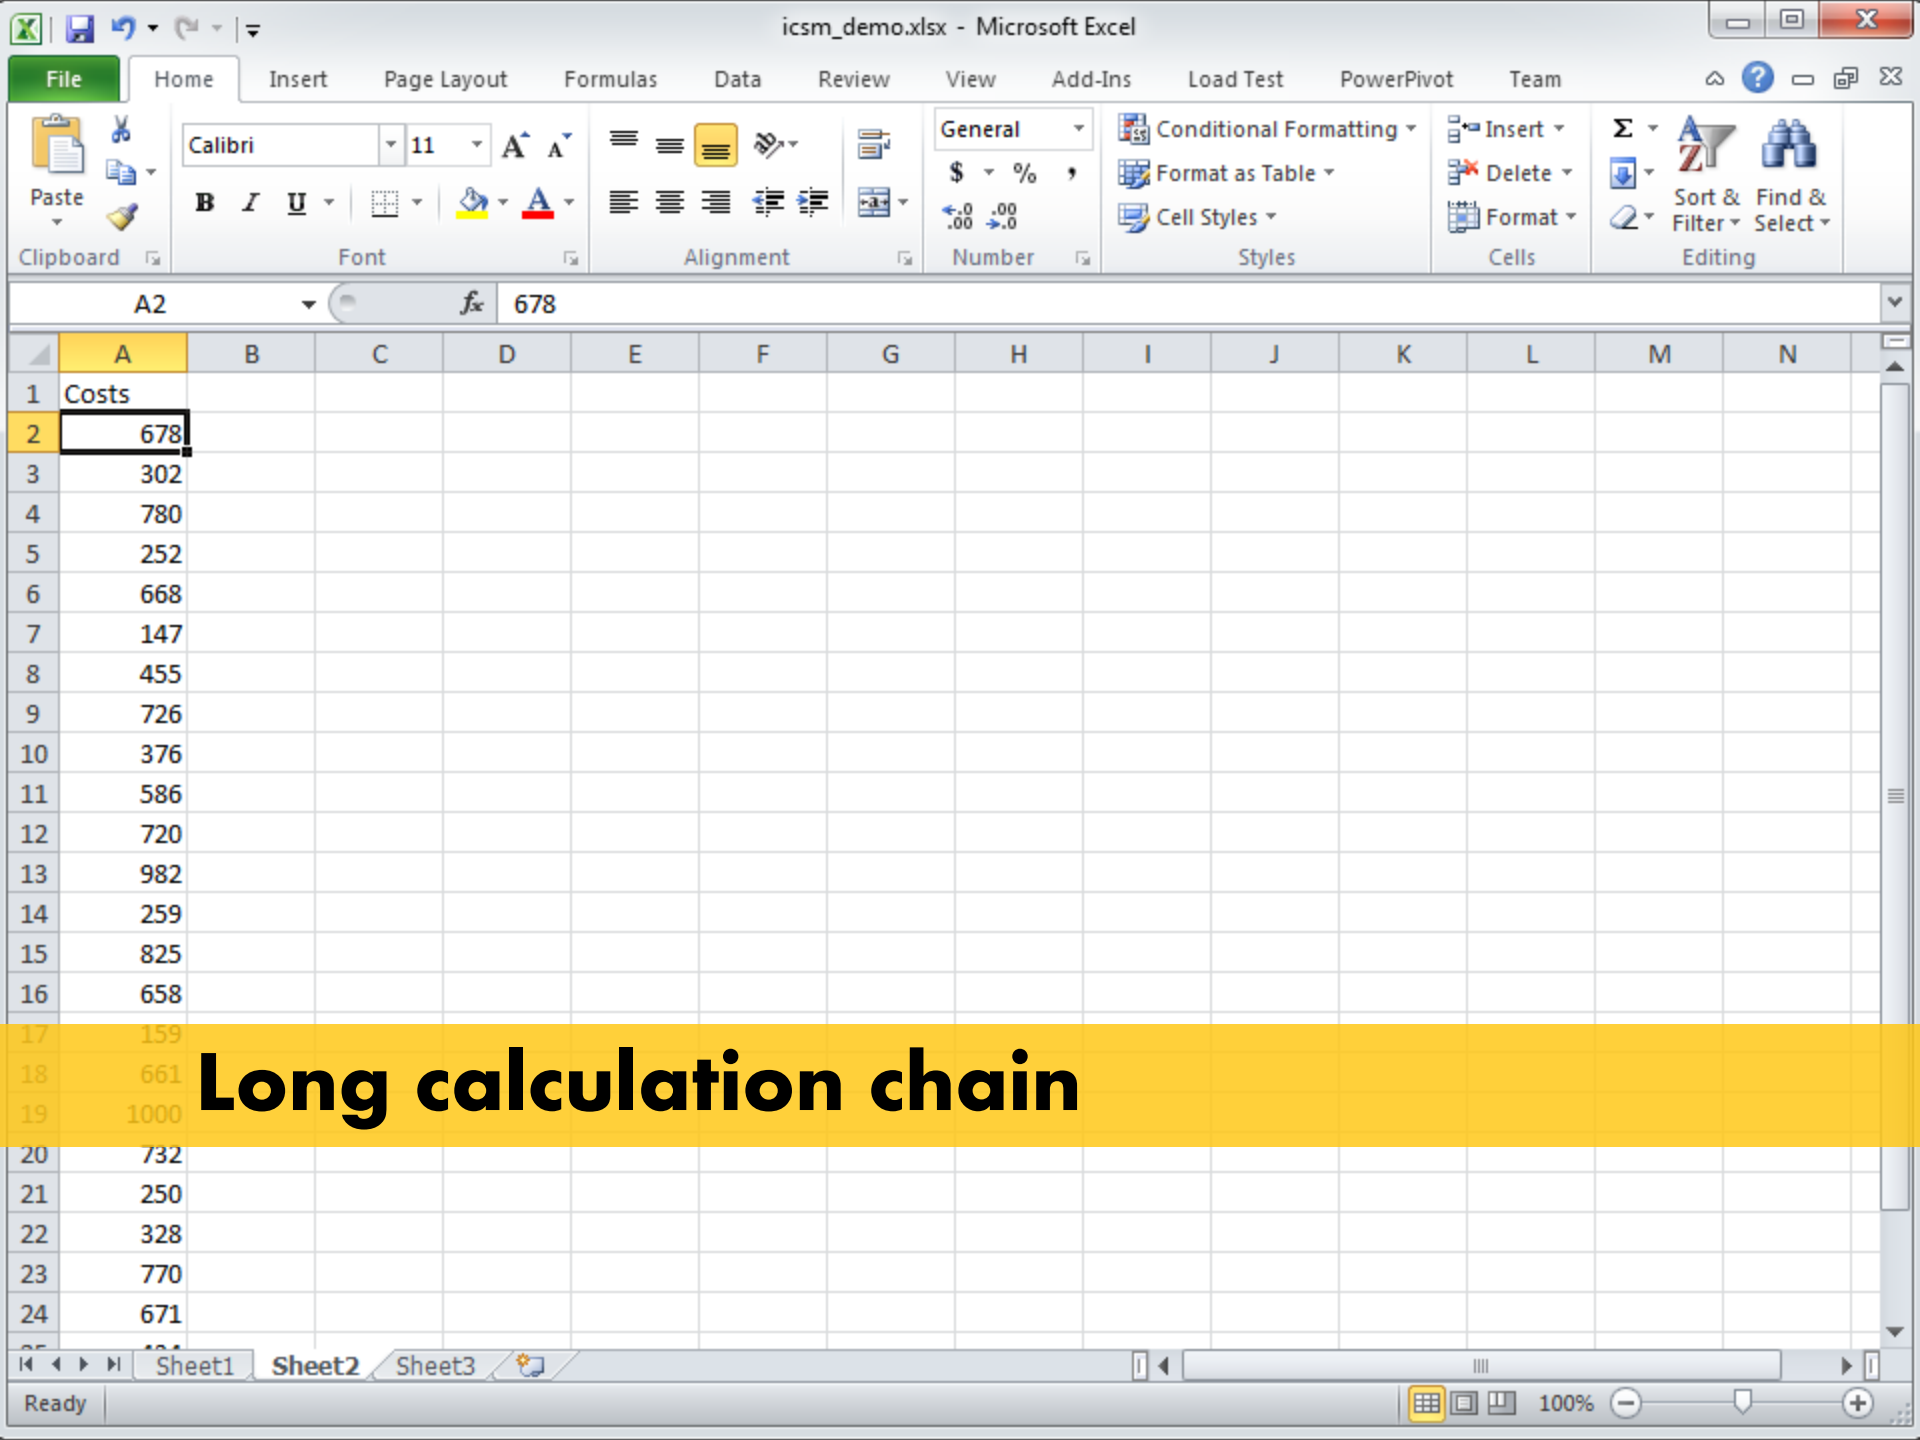 icsm_demo.xlsx - Microsoft Excel
File Home Insert Page Layout Formulas Data Review View Add-Ins Load Test PowerPivot Team
Calibri 11 General Conditional Formatting Insert Σ
$ % , Format as Table Delete
Paste B I U A Cell Styles Format Sort & Filter Find & Select
Clipboard Font Alignment Number Styles Cells Editing
A2 fx 678
A B C D E F G H I J K L M N
1 Costs
2 678
3 302
4 780
5 252
6 668
7 147
8 455
9 726
10 376
11 586
12 720
13 982
14 259
15 825
16 658
17 159
18 661
19 1000
Long calculation chain
20 732
21 250
22 328
23 770
24 671
Sheet1 Sheet2 Sheet3
Ready 100%